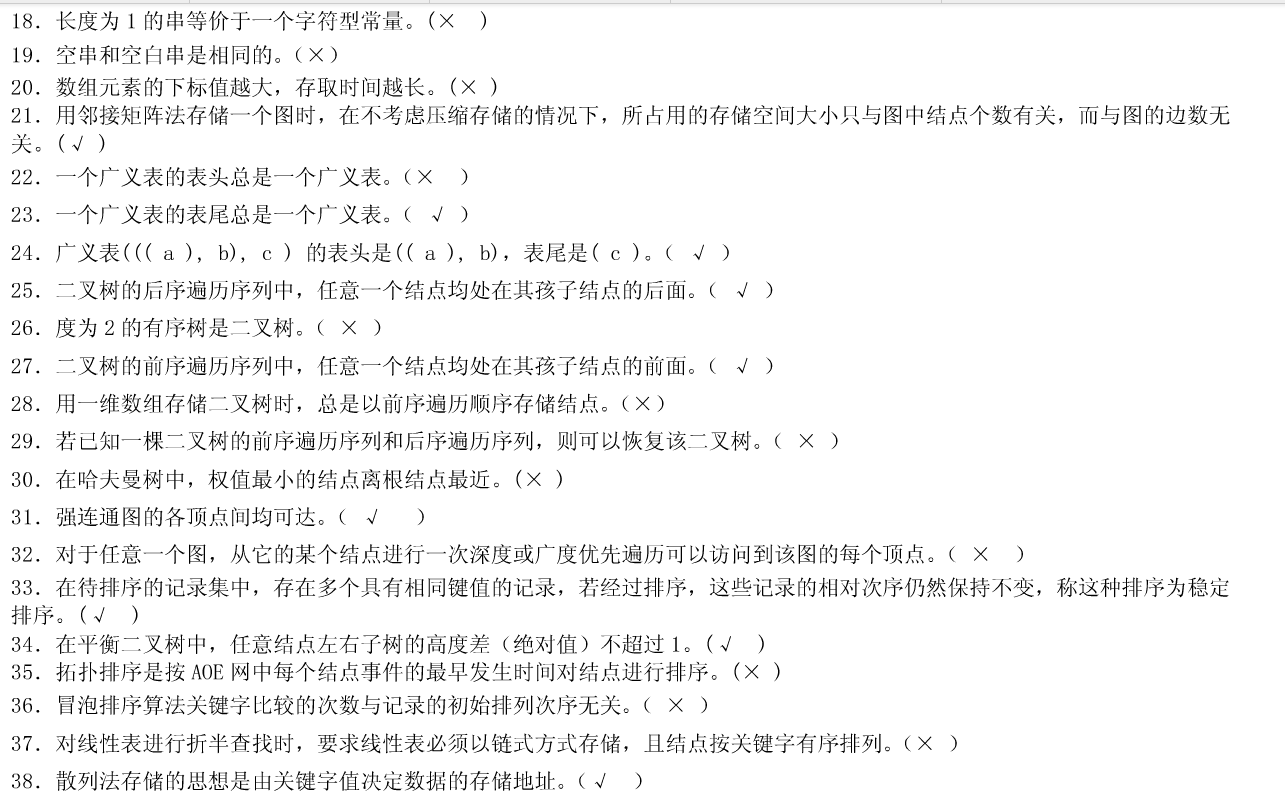 18．长度为 1 的串等价于一个字符型常量。(×  )
19．空串和空白串是相同的。(×)
20．数组元素的下标值越大，存取时间越长。(× )
21．用邻接矩阵法存储一个图时，在不考虑压缩存储的情况下，所占用的存储空间大小只与图中结点个数有关，而与图的边数无
关。(√ )
22．一个广义表的表头总是一个广义表。(×  )
23．一个广义表的表尾总是一个广义表。( √ )
24．广义表((( a ), b), c ) 的表头是(( a ), b)，表尾是( c )。( √ )
25．二叉树的后序遍历序列中，任意一个结点均处在其孩子结点的后面。( √ )
26．度为 2 的有序树是二叉树。( × )
27．二叉树的前序遍历序列中，任意一个结点均处在其孩子结点的前面。( √ )
28．用一维数组存储二叉树时，总是以前序遍历顺序存储结点。(×)
29．若已知一棵二叉树的前序遍历序列和后序遍历序列，则可以恢复该二叉树。( × )
30．在哈夫曼树中，权值最小的结点离根结点最近。(× )
31．强连通图的各顶点间均可达。( √  )
32．对于任意一个图，从它的某个结点进行一次深度或广度优先遍历可以访问到该图的每个顶点。( ×  )
33．在待排序的记录集中，存在多个具有相同键值的记录，若经过排序，这些记录的相对次序仍然保持不变，称这种排序为稳定
排序。(√  )
34．在平衡二叉树中，任意结点左右子树的高度差（绝对值）不超过 1。(√  )
35．拓扑排序是按 AOE 网中每个结点事件的最早发生时间对结点进行排序。(× )
36．冒泡排序算法关键字比较的次数与记录的初始排列次序无关。( × )
37．对线性表进行折半查找时，要求线性表必须以链式方式存储，且结点按关键字有序排列。(× )
38．散列法存储的思想是由关键字值决定数据的存储地址。(√  )